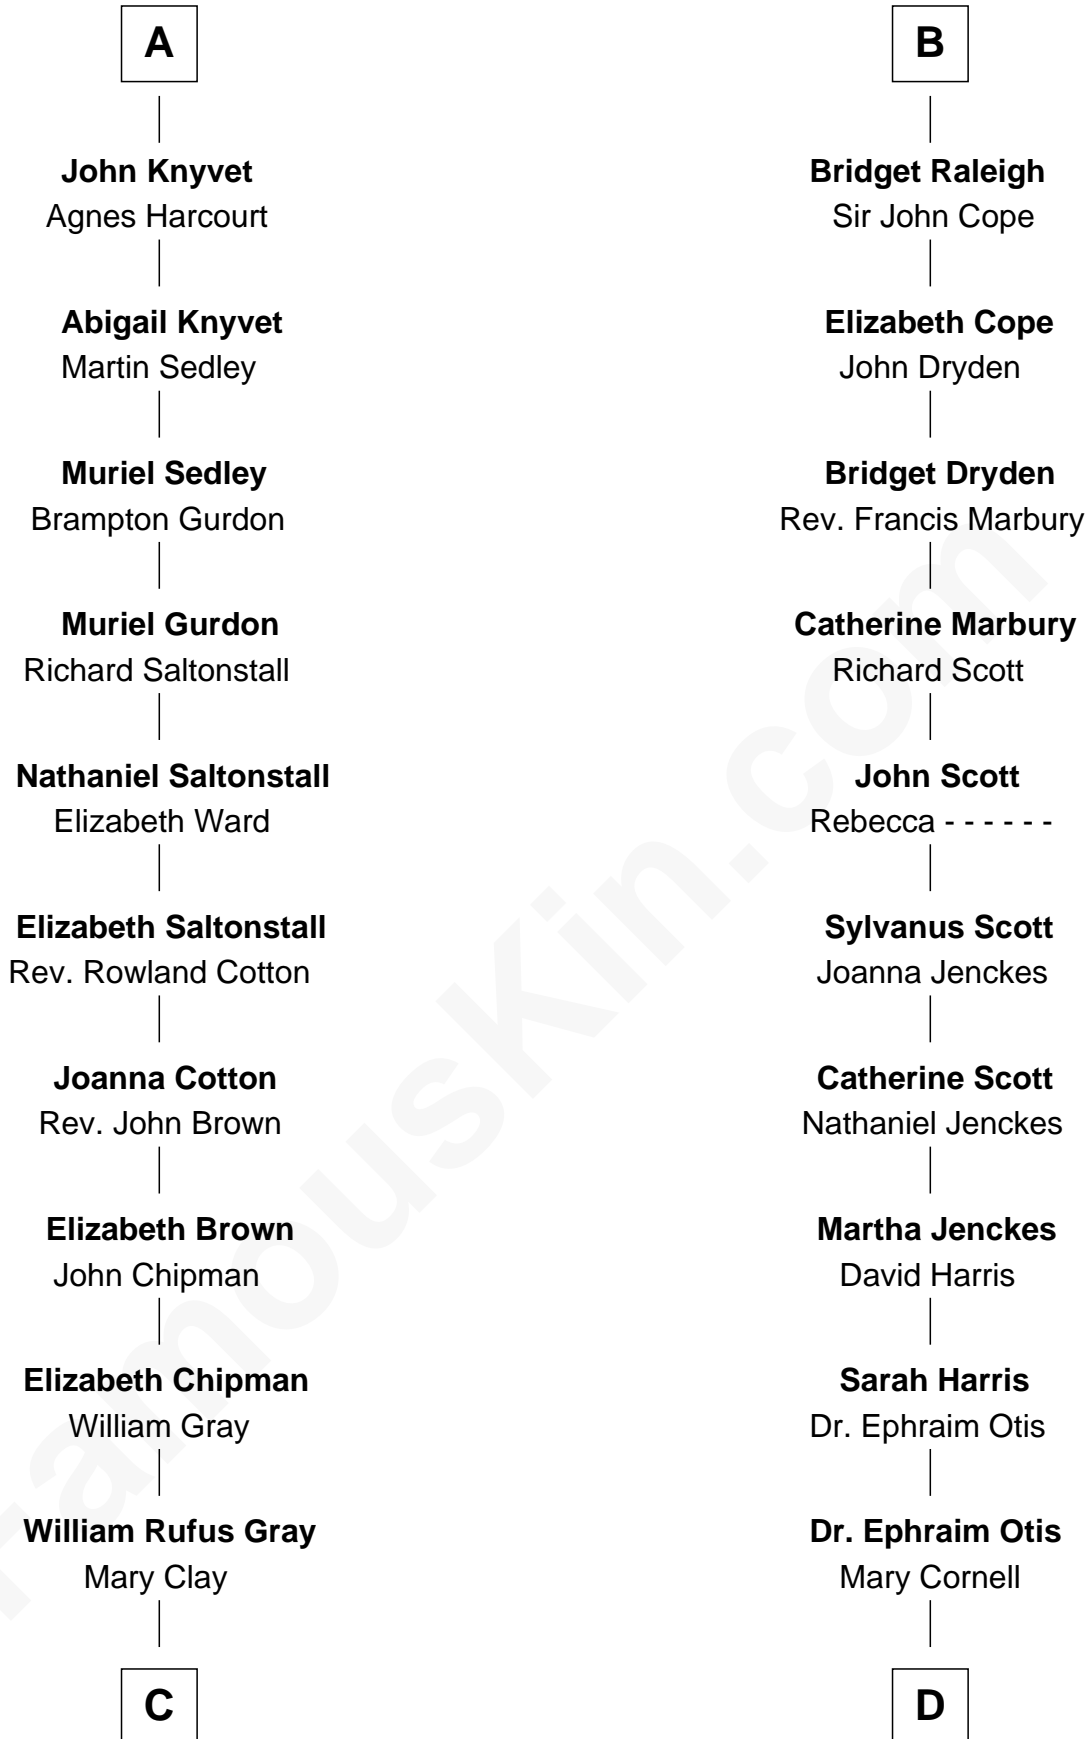 A
John Knyvet
Agnes Harcourt
Abigail Knyvet
Martin Sedley
Muriel Sedley
Brampton Gurdon
Muriel Gurdon
Richard Saltonstall
Nathaniel Saltonstall
Elizabeth Ward
Elizabeth Saltonstall
Rev. Rowland Cotton
Joanna Cotton
Rev. John Brown
Elizabeth Brown
John Chipman
Elizabeth Chipman
William Gray
William Rufus Gray
Mary Clay
C
B
Bridget Raleigh
Sir John Cope
Elizabeth Cope
John Dryden
Bridget Dryden
Rev. Francis Marbury
Catherine Marbury
Richard Scott
John Scott
Rebecca - - - - - -
Sylvanus Scott
Joanna Jenckes
Catherine Scott
Nathaniel Jenckes
Martha Jenckes
David Harris
Sarah Harris
Dr. Ephraim Otis
Dr. Ephraim Otis
Mary Cornell
D
FamousKin.com